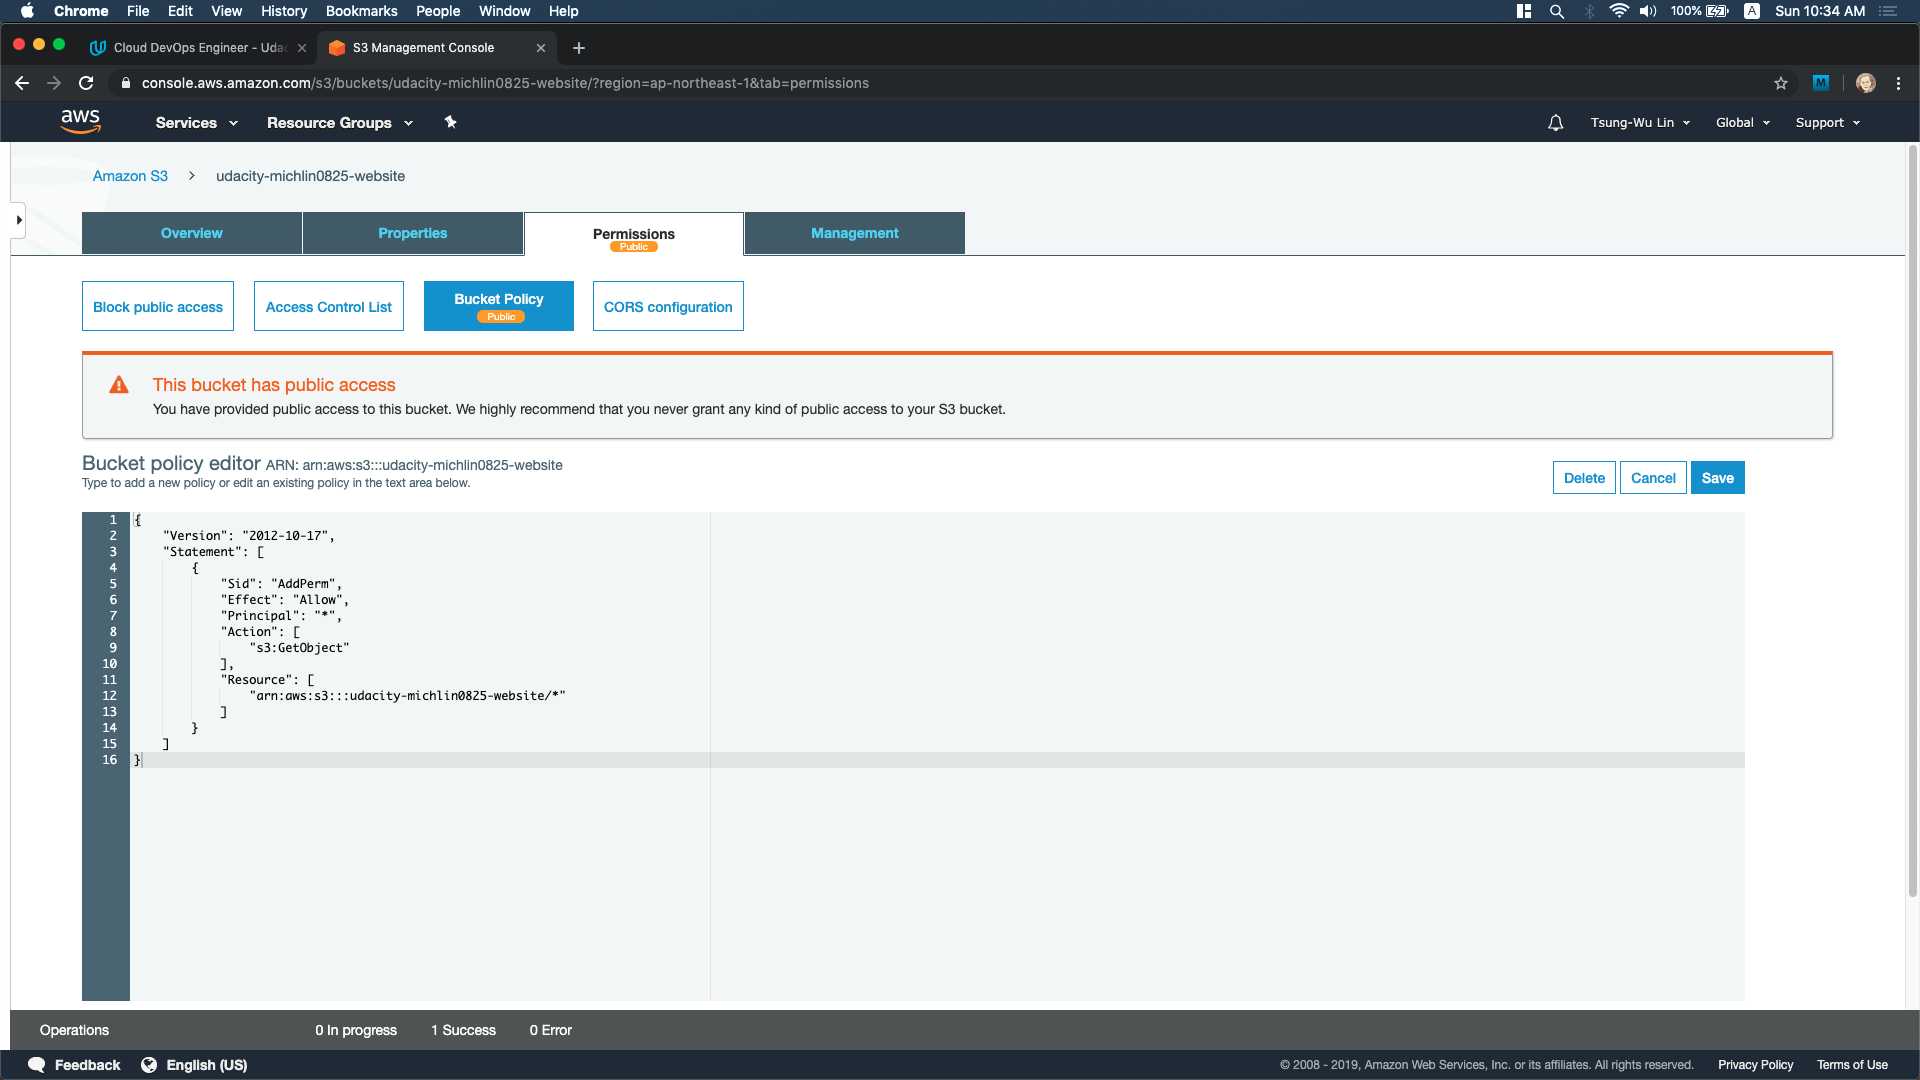 Chrome File Edit View History Bookmarks People Window Help 100% A Sun 10:34 AM
Cloud DevOps Engineer - Udac S3 Management Console
console.aws.amazon.com/s3/buckets/udacity-michlin0825-website/?region=ap-northeast-1&tab=permissions M
aws Services Resource Groups Tsung-Wu Lin Global Support
Amazon S3 > udacity-michlin0825-website
Overview Properties Permissions Management
Public
Block public access Access Control List Bucket Policy CORS configuration
Public
This bucket has public access
You have provided public access to this bucket. We highly recommend that you never grant any kind of public access to your S3 bucket.
Bucket policy editor ARN: arn:aws:s3:::udacity-michlin0825-website
Type to add a new policy or edit an existing policy in the text area below.
Delete Cancel Save
1 {
2 "Version": "2012-10-17",
3 "Statement": [
4 {
5 "Sid": "AddPerm",
6 "Effect": "Allow",
7 "Principal": "*",
8 "Action": [
9 "s3:GetObject"
10 ],
11 "Resource": [
12 "arn:aws:s3:::udacity-michlin0825-website/*"
13 ]
14 }
15 ]
16 }
Operations 0 In progress 1 Success 0 Error
Feedback English (US) © 2008 - 2019, Amazon Web Services, Inc. or its affiliates. All rights reserved. Privacy Policy Terms of Use